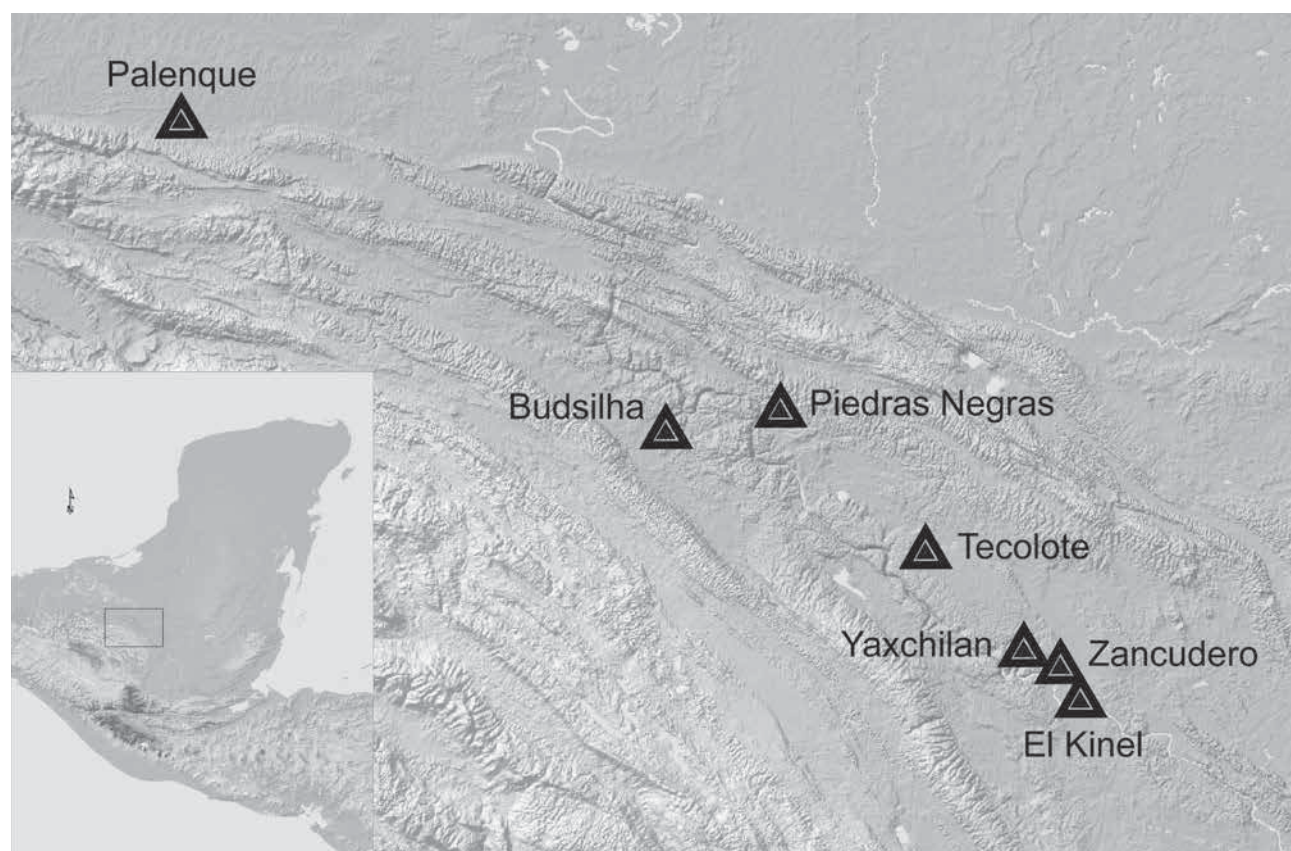 Palenque
Budsilha
Piedras Negras
Tecolote
Yaxchilan
Zancudero
El Kinel